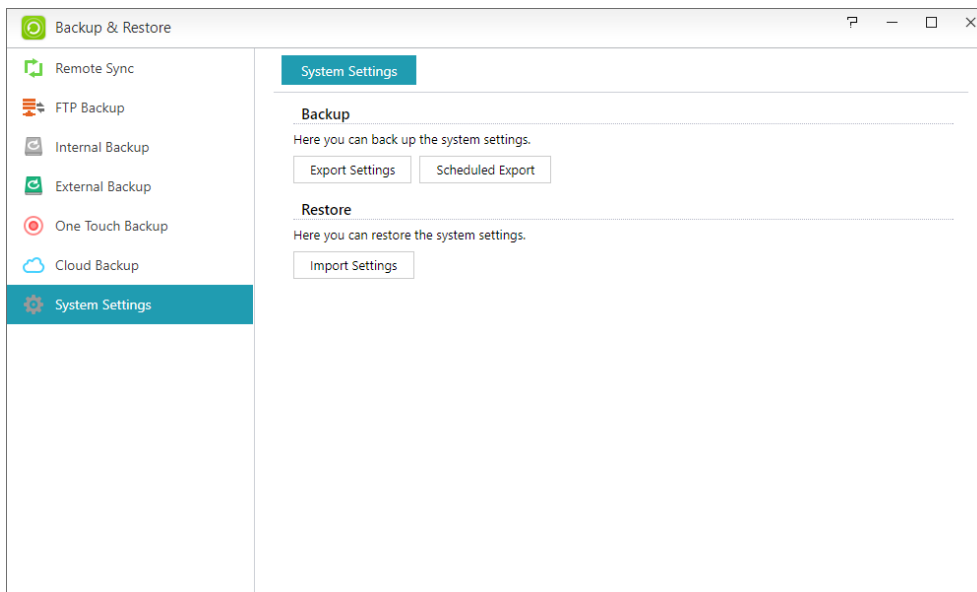 Backup & Restore
Remote Sync
FTP Backup
Internal Backup
External Backup
One Touch Backup
Cloud Backup
System Settings
System Settings
Backup
Here you can back up the system settings.
Export Settings Scheduled Export
Restore
Here you can restore the system settings.
Import Settings